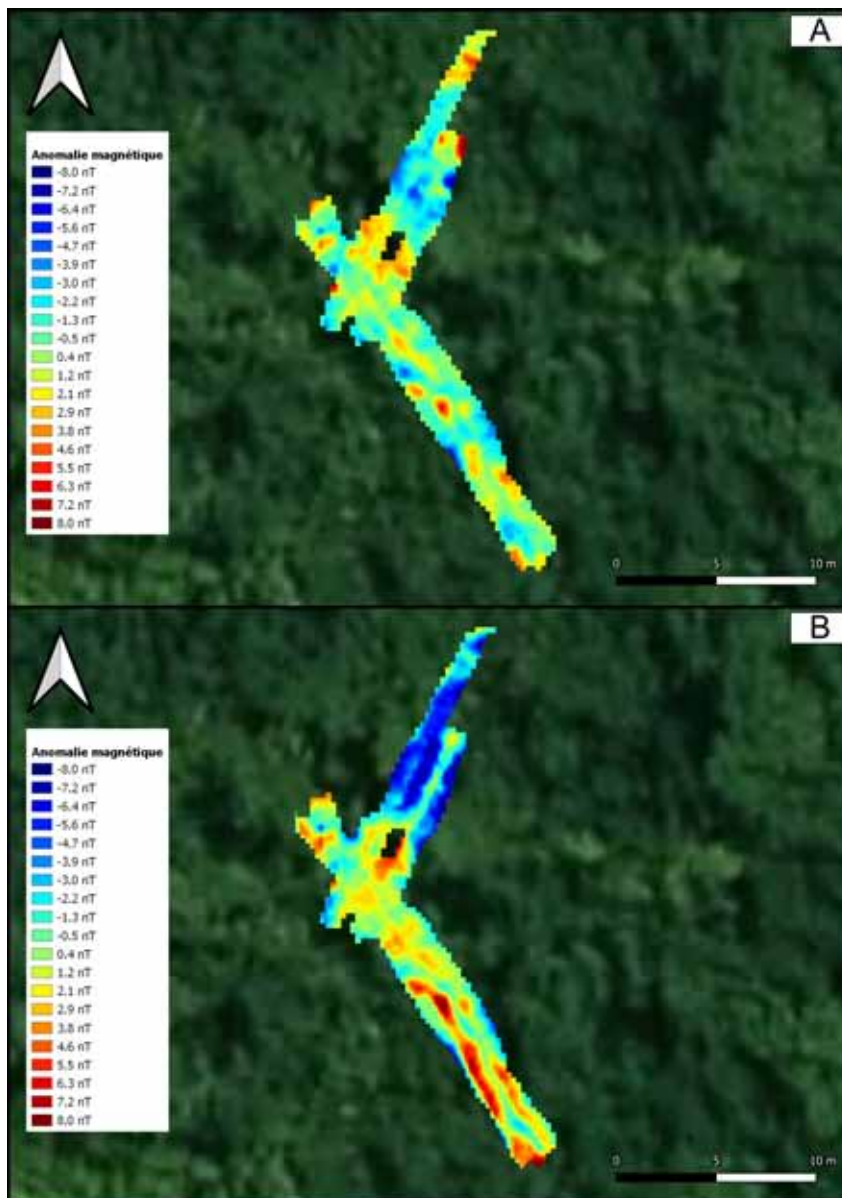 A
Anomalie magnétique
-8.0 nT
-7.2 nT
-6.4 nT
-5.6 nT
-4.7 nT
-3.9 nT
-3.0 nT
-2.2 nT
-1.3 nT
-0.5 nT
0.4 nT
1.2 nT
2.1 nT
2.9 nT
3.8 nT
4.6 nT
5.5 nT
6.3 nT
7.2 nT
8.0 nT
0 5 10 m
B
Anomalie magnétique
-8.0 nT
-7.2 nT
-6.4 nT
-5.6 nT
-4.7 nT
-3.9 nT
-3.0 nT
-2.2 nT
-1.3 nT
-0.5 nT
0.4 nT
1.2 nT
2.1 nT
2.9 nT
3.8 nT
4.6 nT
5.5 nT
6.3 nT
7.2 nT
8.0 nT
0 5 10 m